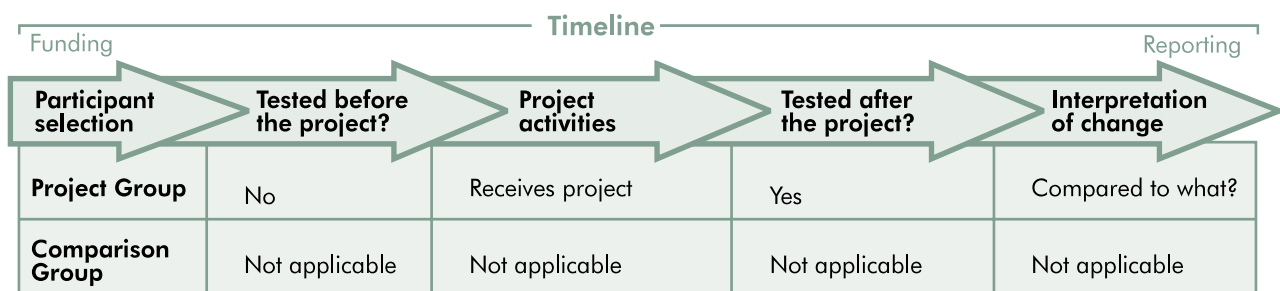 Timeline
Funding
Reporting
Participant
selection
Tested before
the project?
Project
activities
Tested after
the project?
Interpretation
of change
Project Group
No
Receives project
Yes
Compared to what?
Comparison
Group
Not applicable
Not applicable
Not applicable
Not applicable